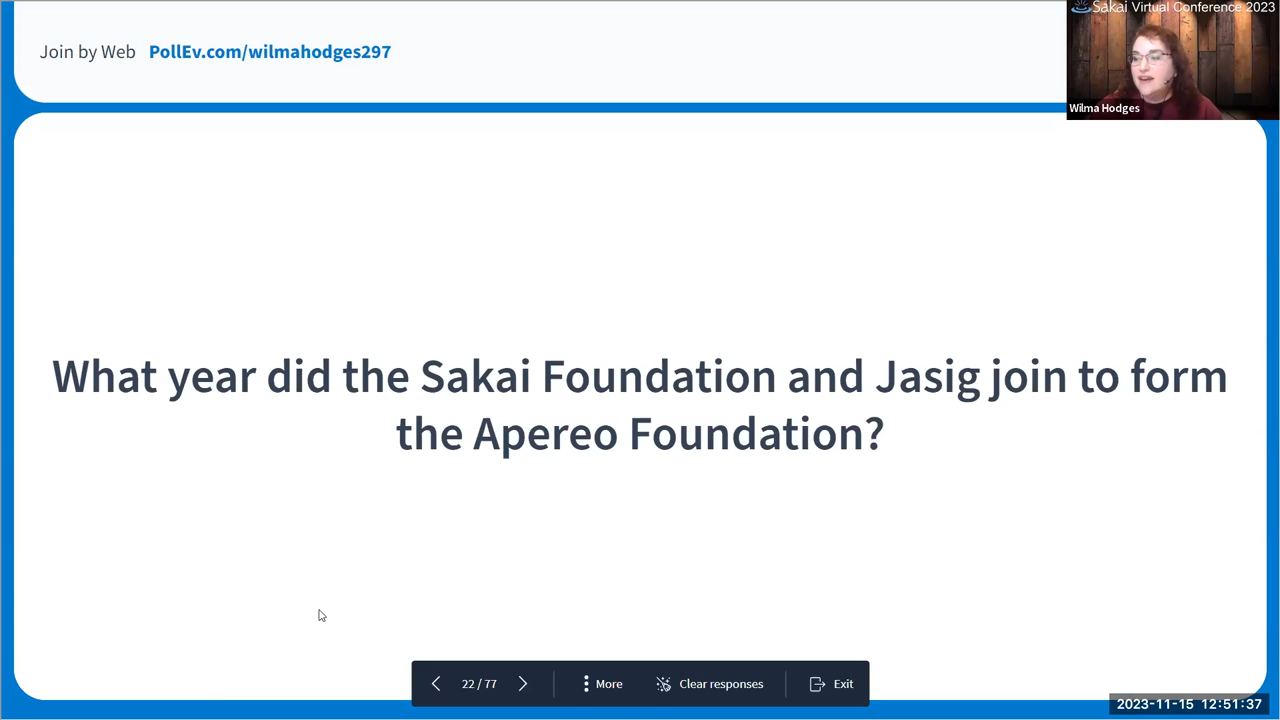 Join by Web PollEv.com/wilmahodges297
Sakai Virtual Conference 2023
Wilma Hodges
What year did the Sakai Foundation and Jasig join to form
the Apereo Foundation?
22 / 77 More Clear responses Exit
2023-11-15 12:51:37